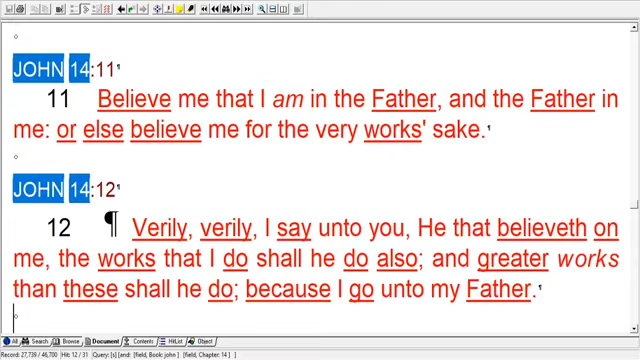 JOHN 14:11
11 Believe me that I am in the Father, and the Father in
me: or else believe me for the very works' sake.
JOHN 14:12
12 ¶ Verily, verily, I say unto you, He that believeth on
me, the works that I do shall he do also; and greater works
than these shall he do; because I go unto my Father.
All Search Browse Document Contents HitList Object
Record: 27,739 / 46,700 Hit: 12 / 31 Query: [s] and: [field, Book: john] [field, Chapter: 14]